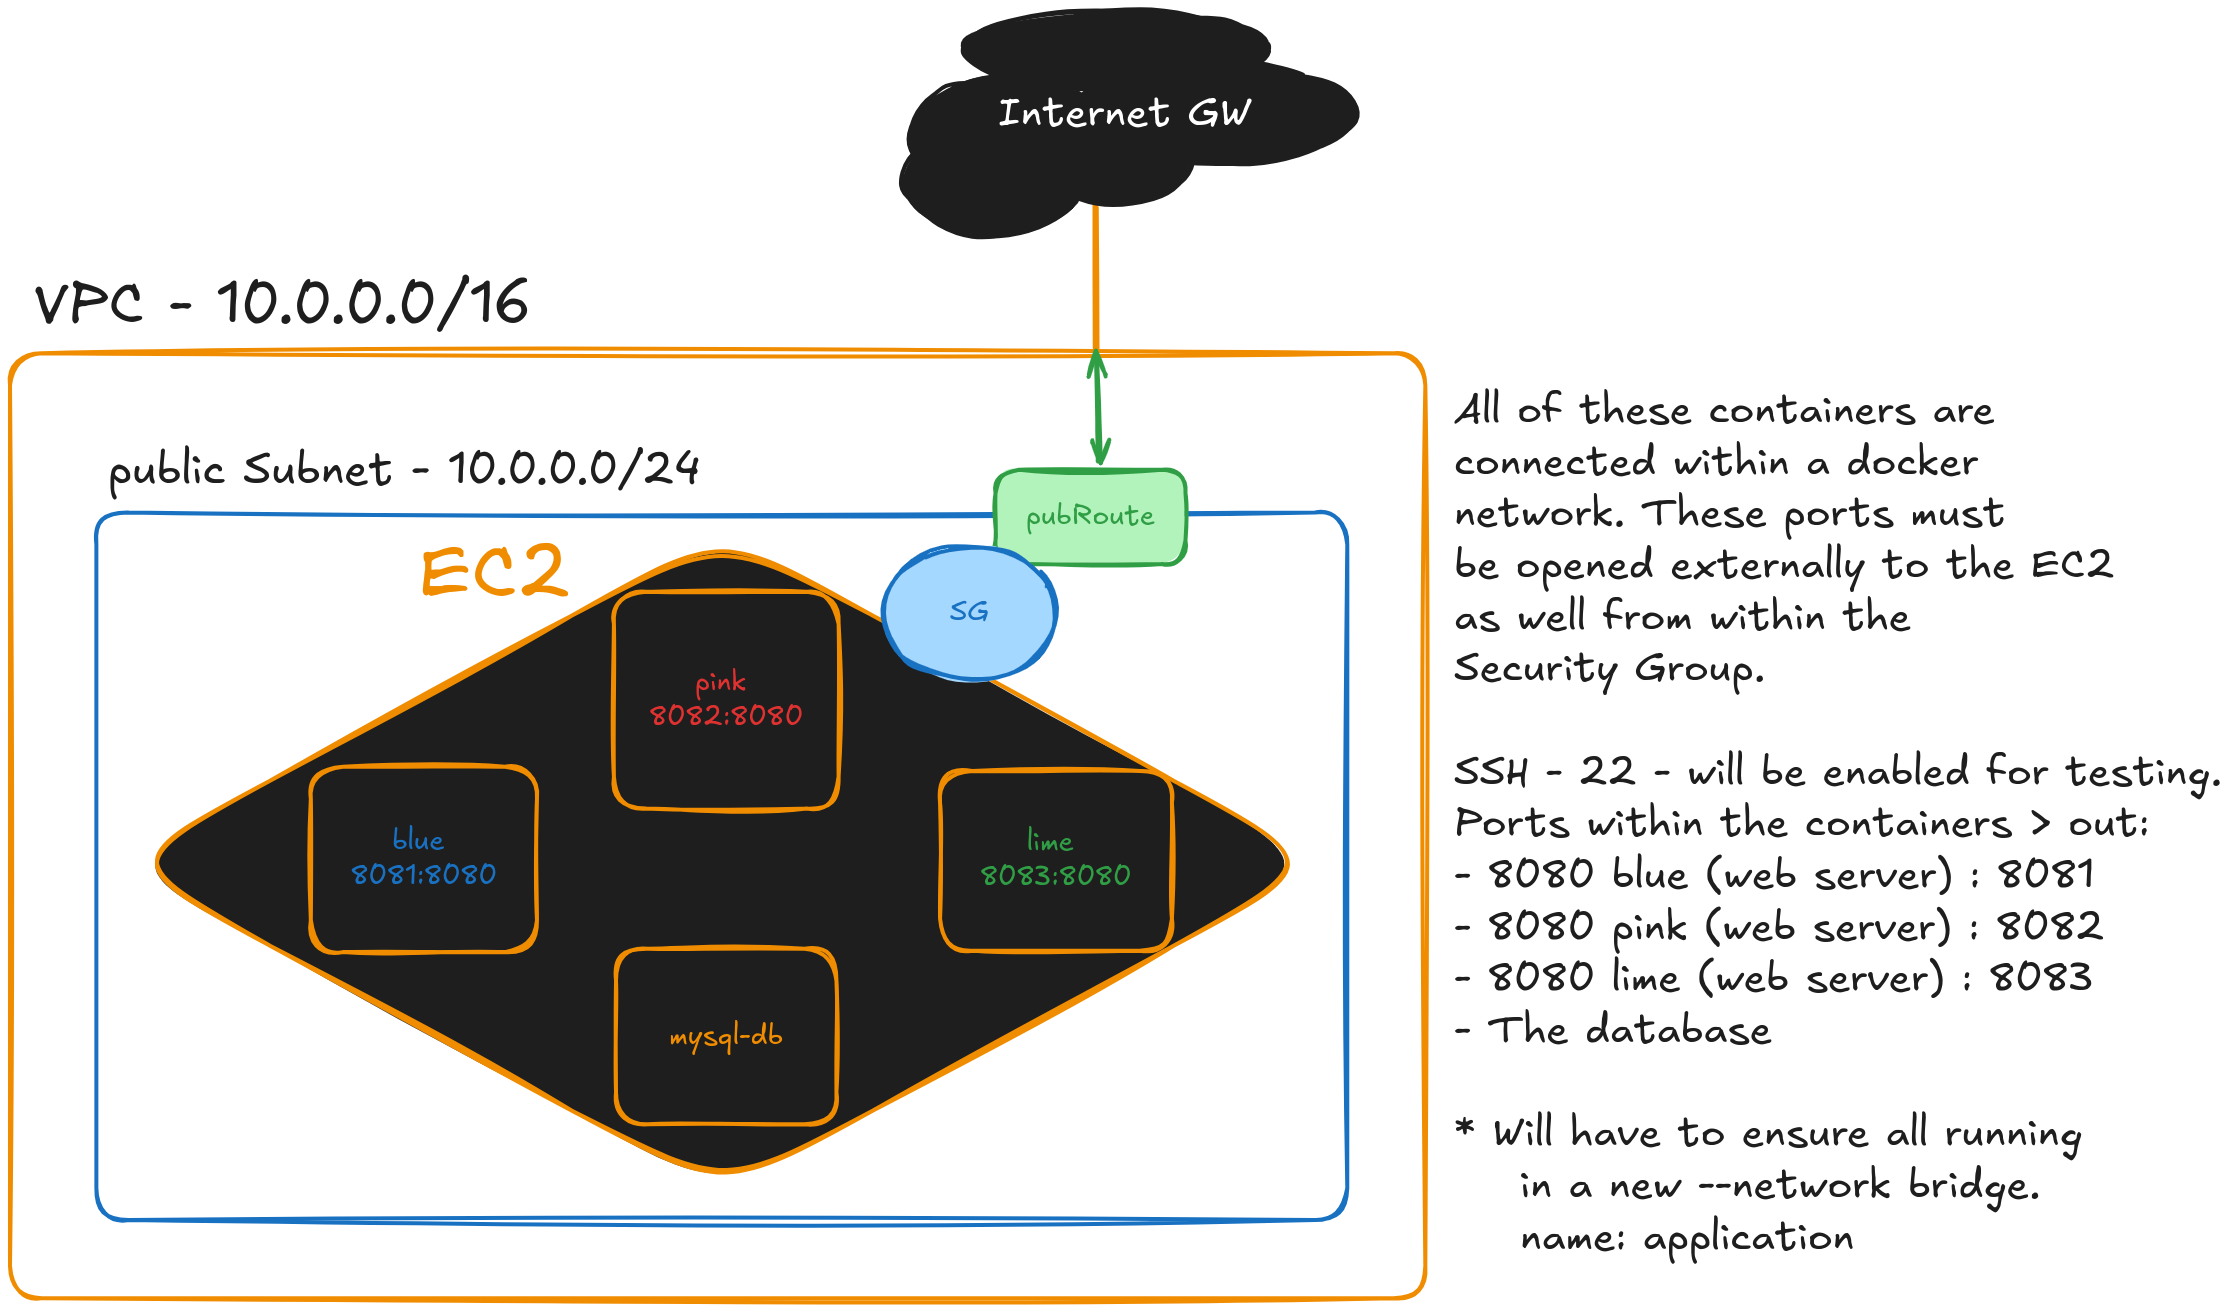 Internet GW
VPC - 10.0.0.0/16
public Subnet - 10.0.0.0/24
pubRoute
EC2
SG
pink
8082:8080
blue
8081:8080
lime
8083:8080
mysql-db
All of these containers are
connected within a docker
network. These ports must
be opened externally to the EC2
as well from within the
Security Group.
SSH - 22 - will be enabled for testing.
Ports within the containers > out:
- 8080 blue (web server) : 8081
- 8080 pink (web server) : 8082
- 8080 lime (web server) : 8083
- The database
* Will have to ensure all running
in a new --network bridge.
name: application